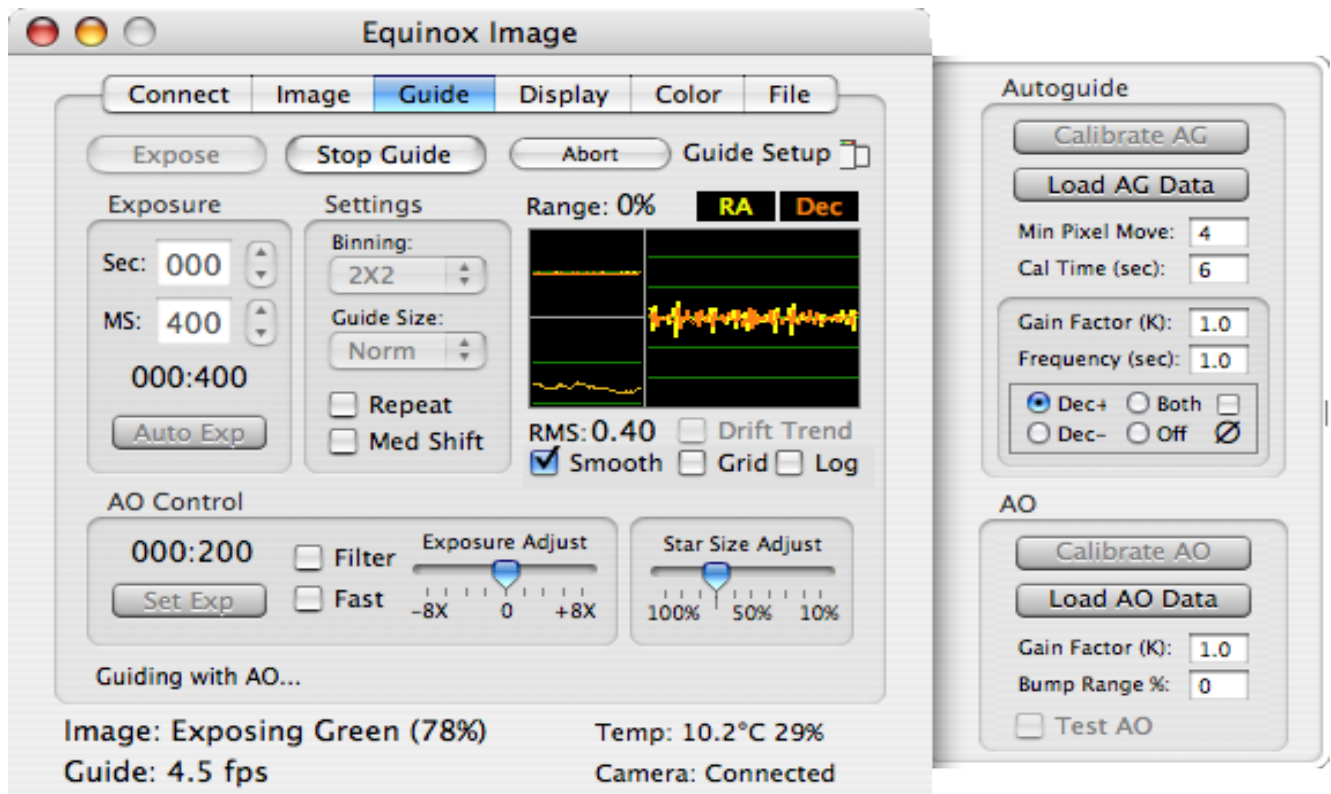 Equinox Image
Connect Image Guide Display Color File
Expose Stop Guide Abort Guide Setup
Exposure
Sec: 000
MS: 400
000:400
Auto Exp
Settings
Binning:
2X2
Guide Size:
Norm
Repeat
Med Shift
Range: 0% RA Dec
RMS: 0.40 Drift Trend
Smooth Grid Log
AO Control
000:200
Set Exp
Filter
Fast
Exposure Adjust
-8X 0 +8X
Star Size Adjust
100% 50% 10%
Guiding with AO...
Image: Exposing Green (78%)
Guide: 4.5 fps
Temp: 10.2°C 29%
Camera: Connected
Autoguide
Calibrate AG
Load AG Data
Min Pixel Move: 4
Cal Time (sec): 6
Gain Factor (K): 1.0
Frequency (sec): 1.0
Dec+ Both
Dec- Off Ø
AO
Calibrate AO
Load AO Data
Gain Factor (K): 1.0
Bump Range %: 0
Test AO